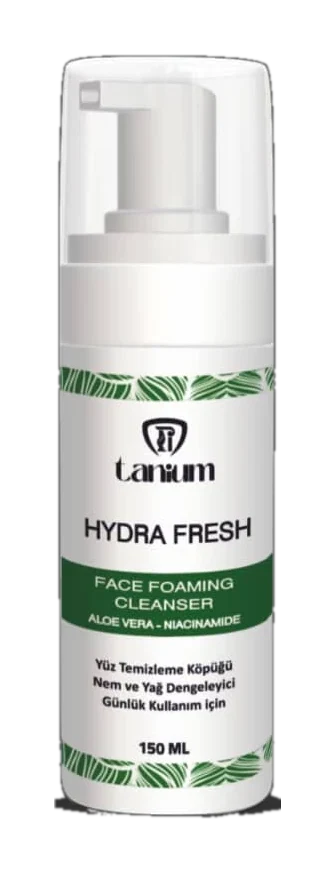 tanium
HYDRA FRESH
FACE FOAMING
CLEANSER
ALOE VERA - NIACINAMIDE
Yüz Temizleme Köpüğü
Nem ve Yağ Dengeleyici
Günlük Kullanım için
150 ML